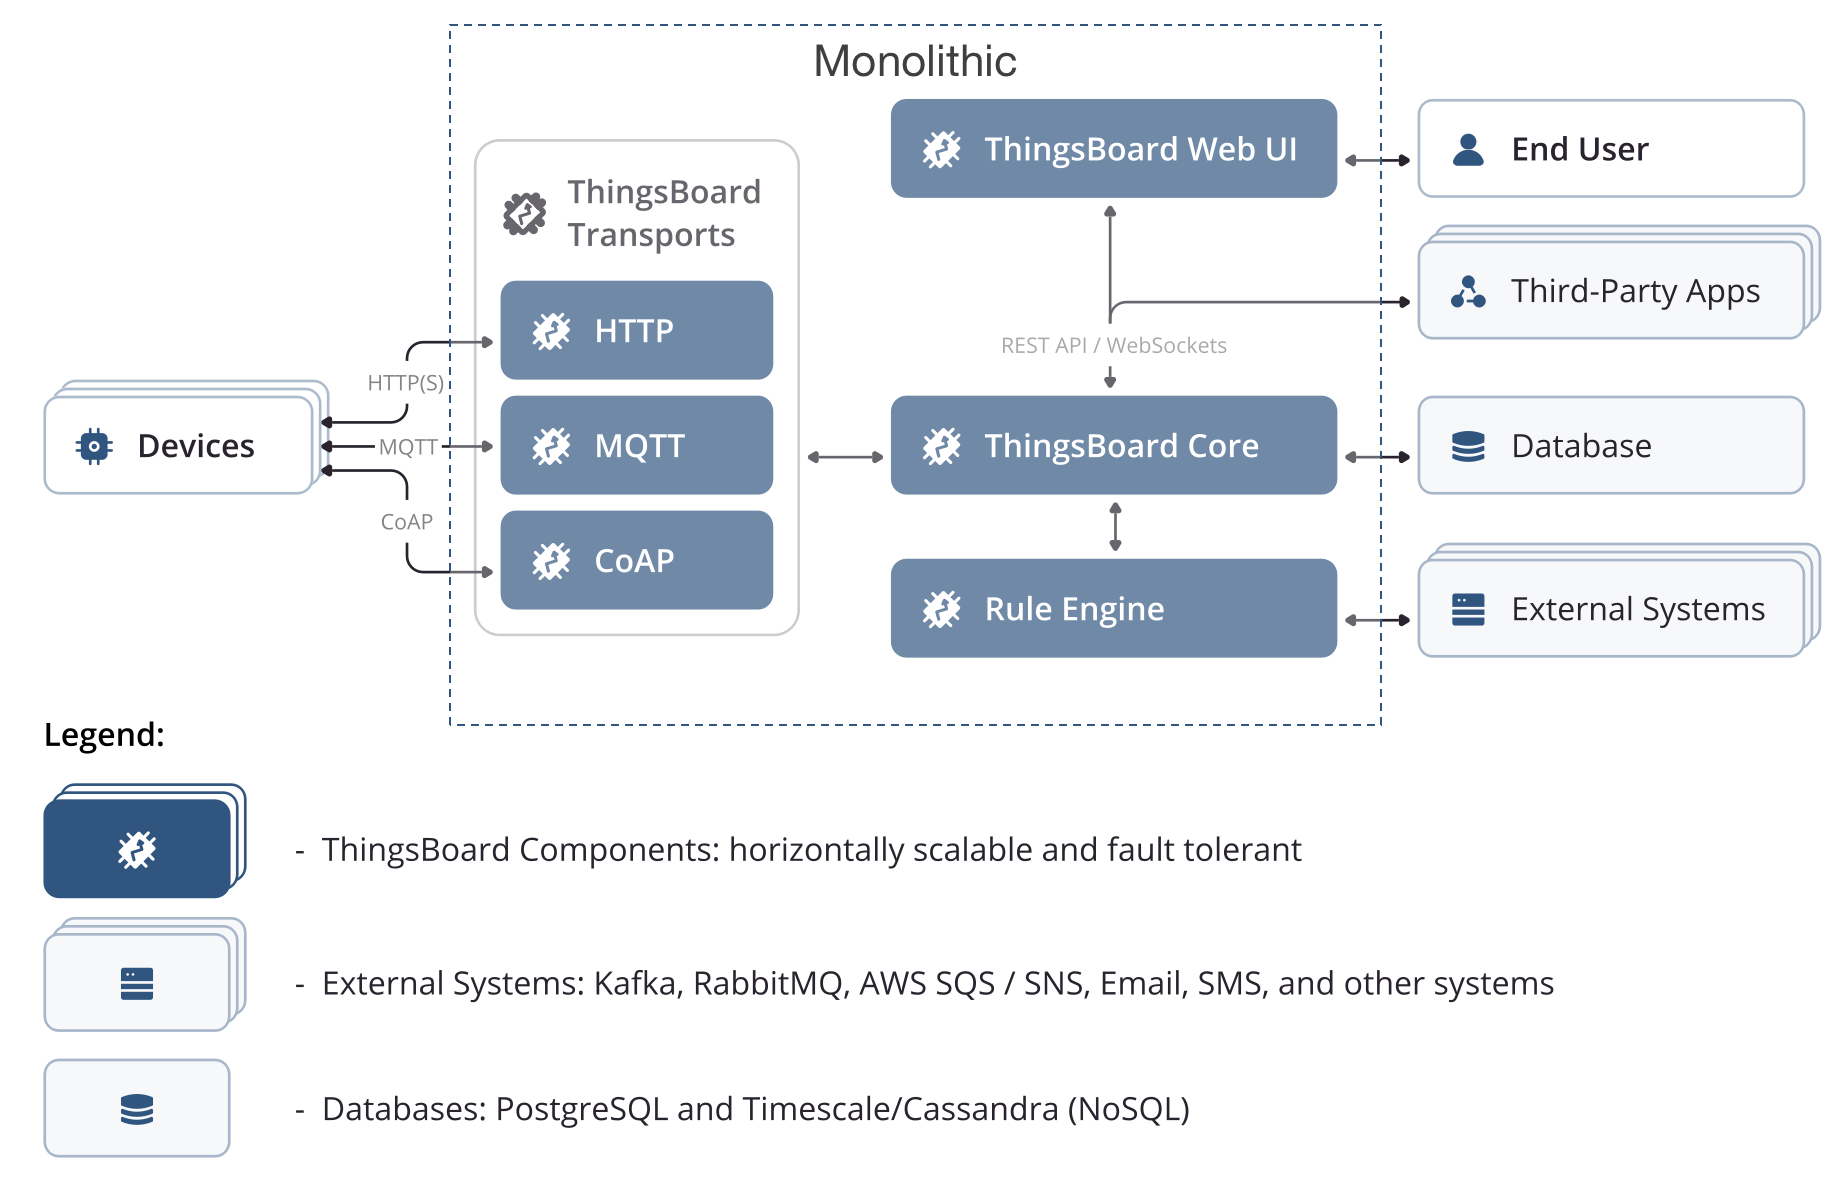 Monolithic
ThingsBoard Web UI
End User
ThingsBoard
Transports
Third-Party Apps
HTTP
REST API / WebSockets
HTTP(S)
Devices
MQTT
MQTT
ThingsBoard Core
Database
CoAP
CoAP
Rule Engine
External Systems
Legend:
- ThingsBoard Components: horizontally scalable and fault tolerant
- External Systems: Kafka, RabbitMQ, AWS SQS / SNS, Email, SMS, and other systems
- Databases: PostgreSQL and Timescale/Cassandra (NoSQL)